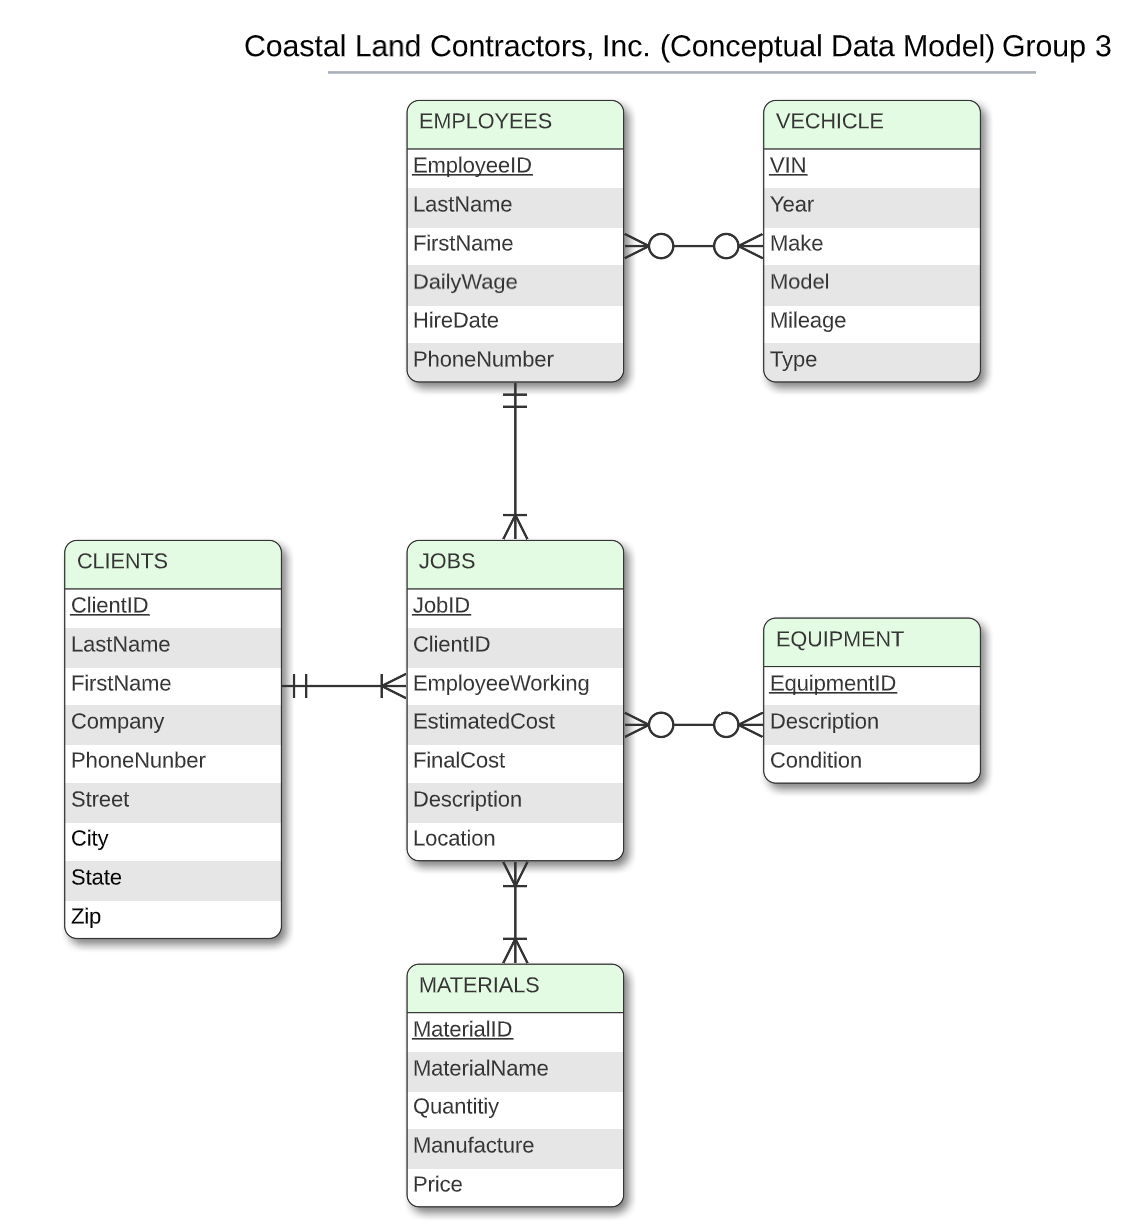 Coastal Land Contractors, Inc. (Conceptual Data Model) Group 3
EMPLOYEES
EmployeeID
LastName
FirstName
DailyWage
HireDate
PhoneNumber
VECHICLE
VIN
Year
Make
Model
Mileage
Type
CLIENTS
ClientID
LastName
FirstName
Company
PhoneNunber
Street
City
State
Zip
JOBS
JobID
ClientID
EmployeeWorking
EstimatedCost
FinalCost
Description
Location
EQUIPMENT
EquipmentID
Description
Condition
MATERIALS
MaterialID
MaterialName
Quantitiy
Manufacture
Price